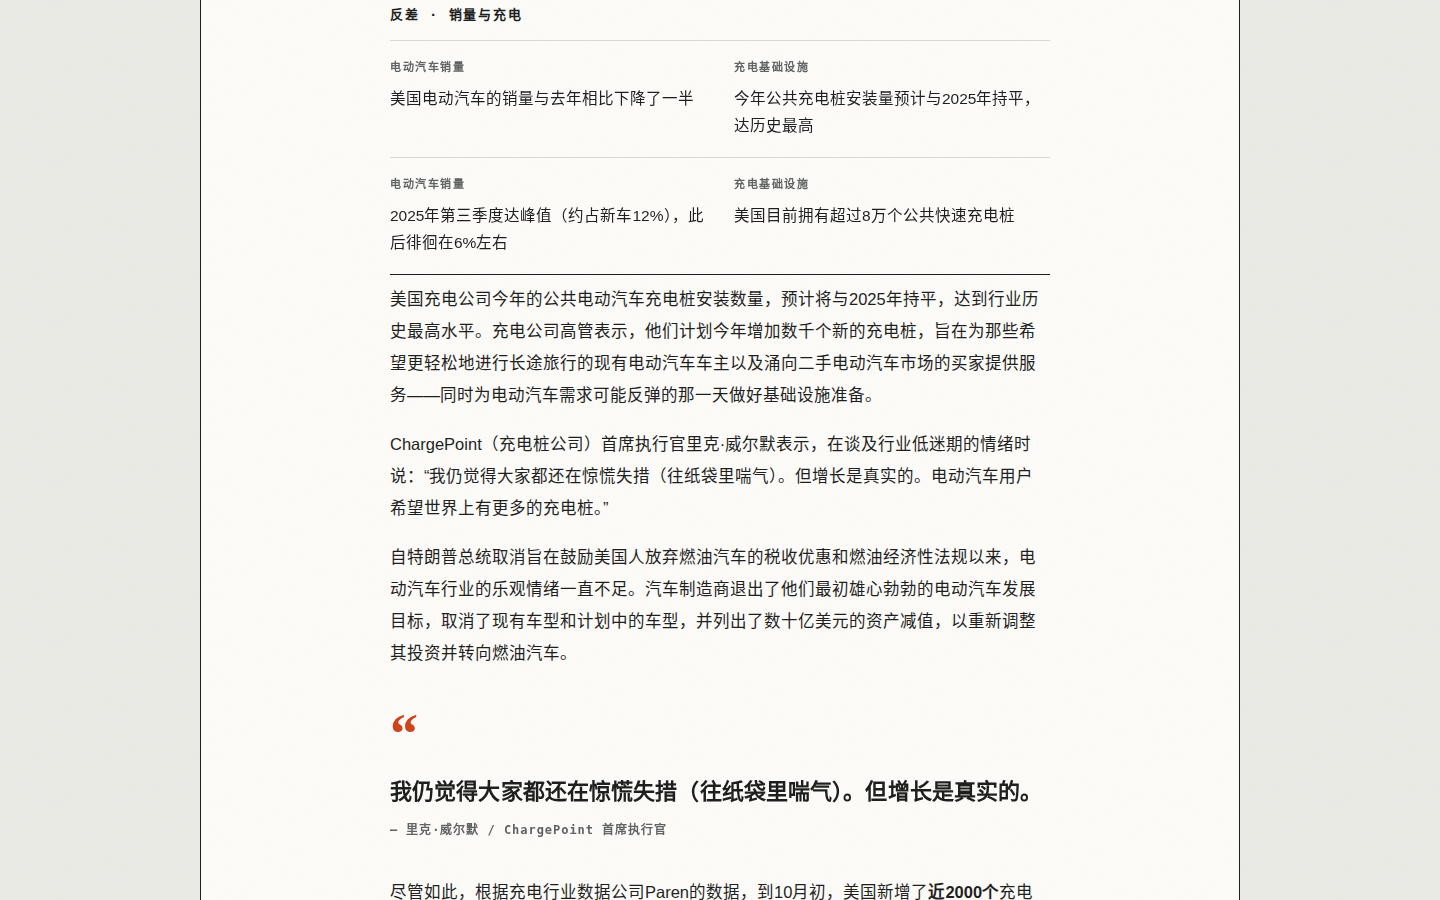 反差 · 销量与充电
电动汽车销量
美国电动汽车的销量与去年相比下降了一半
充电基础设施
今年公共充电桩安装量预计与2025年持平，
达历史最高
电动汽车销量
2025年第三季度达峰值（约占新车12%），此
后徘徊在6%左右
充电基础设施
美国目前拥有超过8万个公共快速充电桩
美国充电公司今年的公共电动汽车充电桩安装数量，预计将与2025年持平，达到行业历
史最高水平。充电公司高管表示，他们计划今年增加数千个新的充电桩，旨在为那些希
望更轻松地进行长途旅行的现有电动汽车车主以及涌向二手电动汽车市场的买家提供服
务——同时为电动汽车需求可能反弹的那一天做好基础设施准备。
ChargePoint（充电桩公司）首席执行官里克·威尔默表示，在谈及行业低迷期的情绪时
说：“我仍觉得大家都还在惊慌失措（往纸袋里喘气）。但增长是真实的。电动汽车用户
希望世界上有更多的充电桩。”
自特朗普总统取消旨在鼓励美国人放弃燃油汽车的税收优惠和燃油经济性法规以来，电
动汽车行业的乐观情绪一直不足。汽车制造商退出了他们最初雄心勃勃的电动汽车发展
目标，取消了现有车型和计划中的车型，并列出了数十亿美元的资产减值，以重新调整
其投资并转向燃油汽车。
“
我仍觉得大家都还在惊慌失措（往纸袋里喘气）。但增长是真实的。
— 里克·威尔默 / ChargePoint 首席执行官
尽管如此，根据充电行业数据公司Paren的数据，到10月初，美国新增了近2000个充电